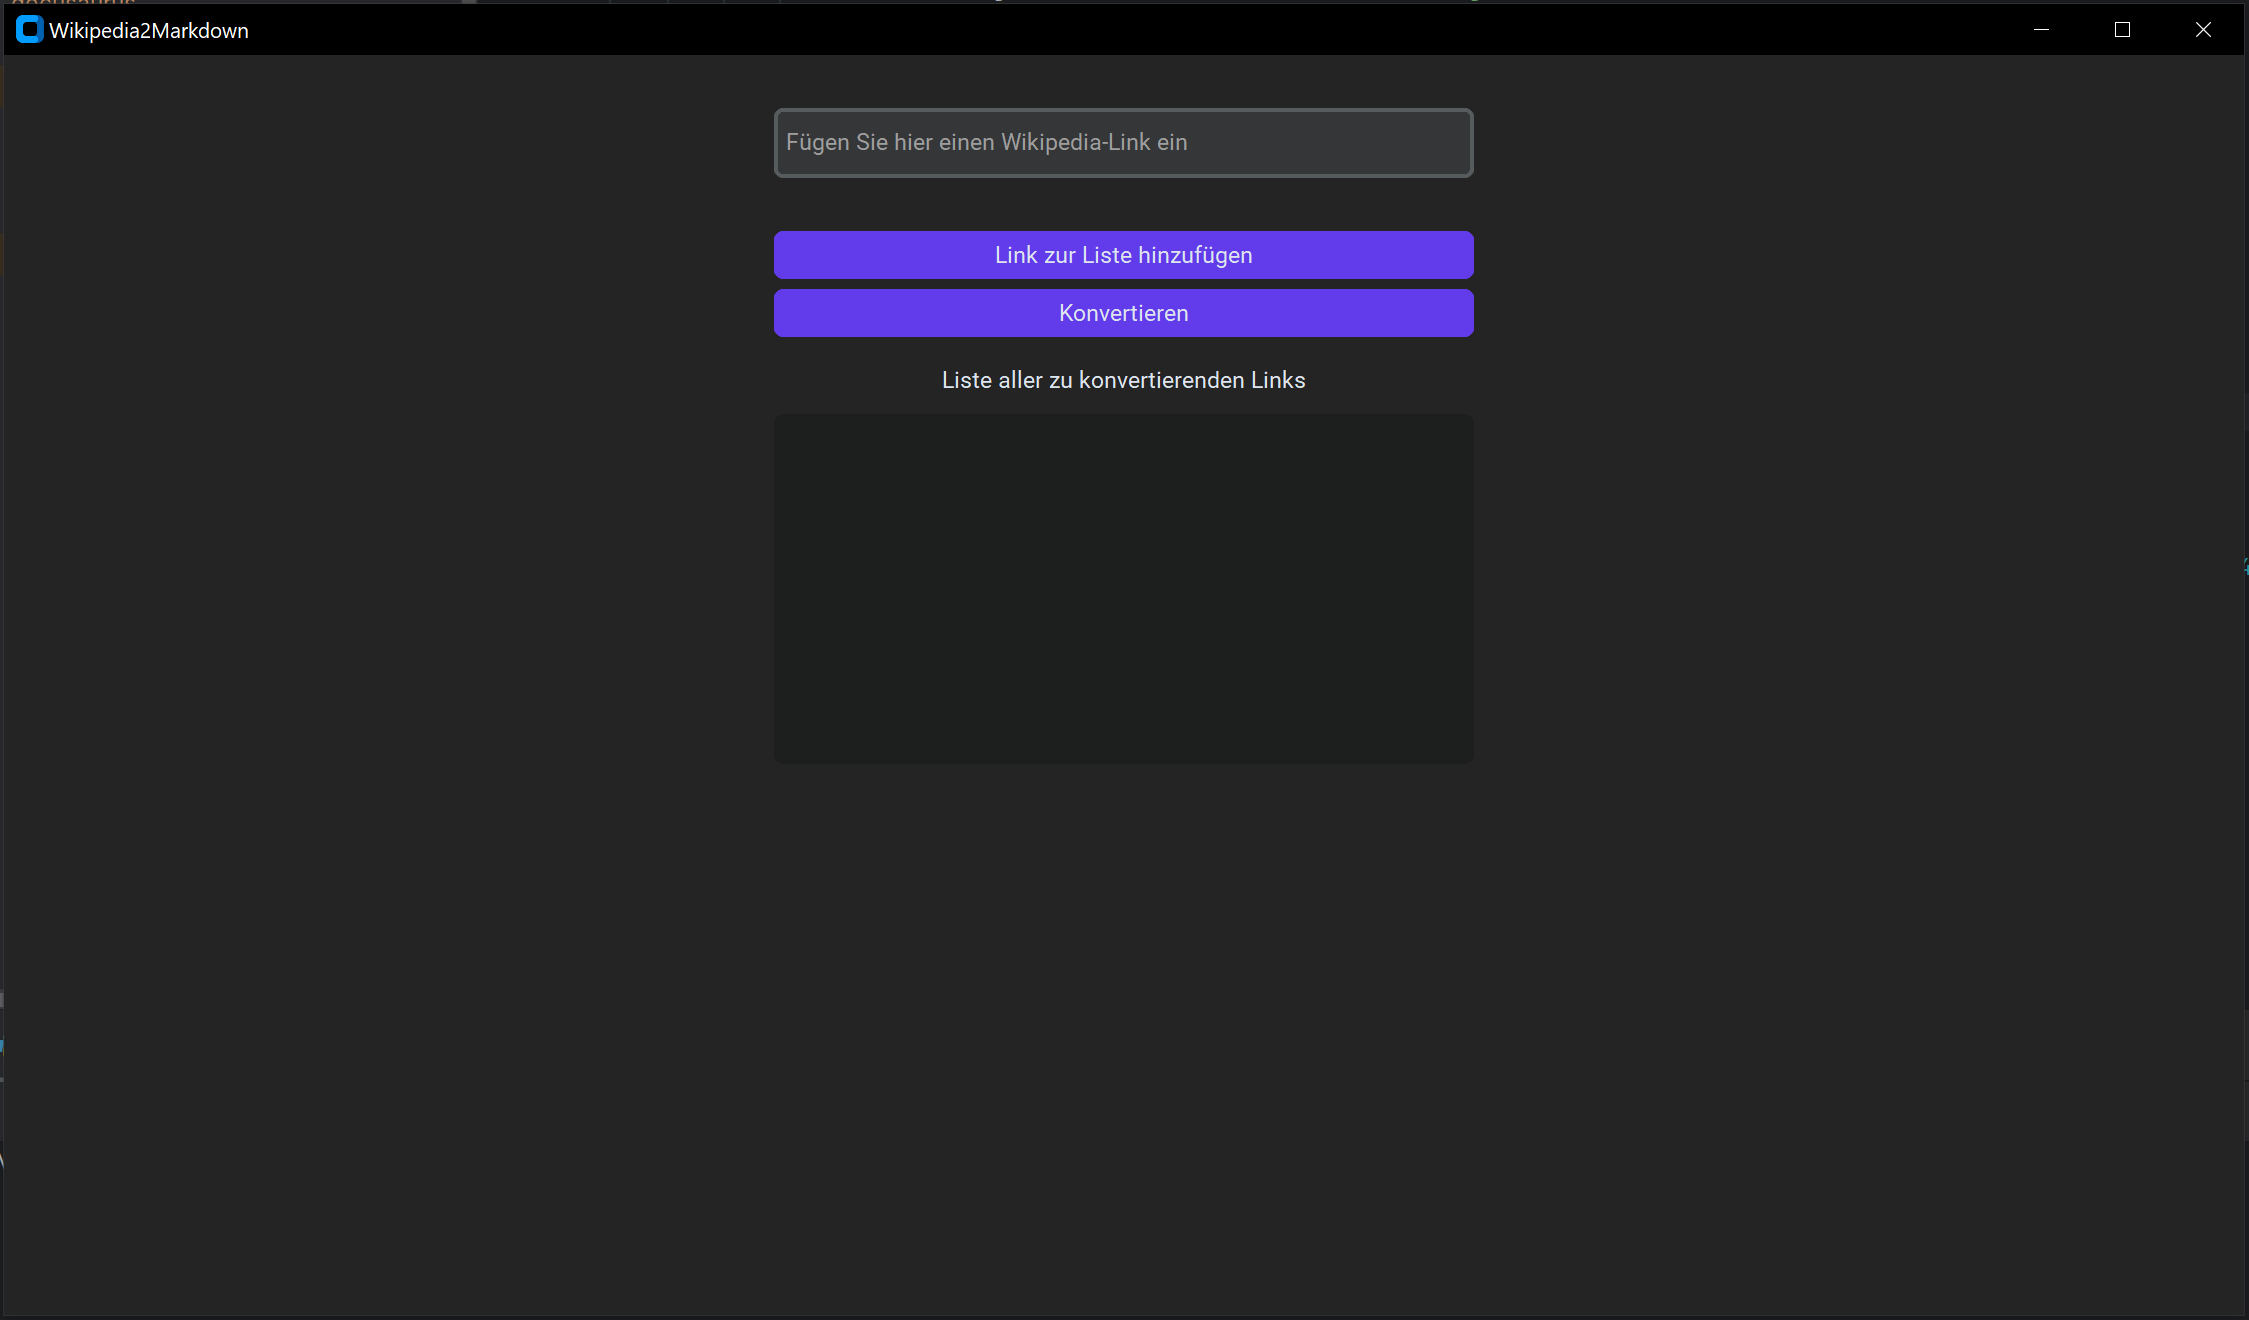 Wikipedia2Markdown
Fügen Sie hier einen Wikipedia-Link ein
Link zur Liste hinzufügen
Konvertieren
Liste aller zu konvertierenden Links